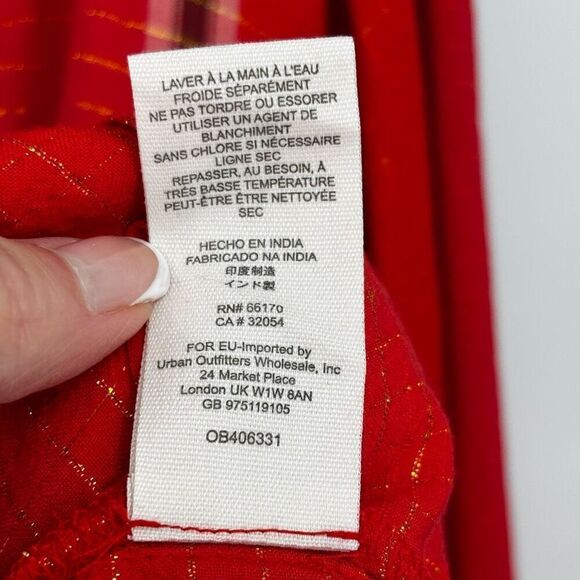 LAVER À LA MAIN À L'EAU
FROIDE SÉPARÉMENT
NE PAS TORDRE OU ESSORER
UTILISER UN AGENT DE
BLANCHIMENT
SANS CHLORE SI NÉCESSAIRE
LIGNE SEC
REPASSER, AU BESOIN, À
TRÈS BASSE TEMPÉRATURE
PEUT-ÊTRE ÊTRE NETTOYÉE
SEC
HECHO EN INDIA
FABRICADO NA INDIA
印度制造
インド製
RN# 66170
CA # 32054
FOR EU-Imported by
Urban Outfitters Wholesale, Inc
24 Market Place
London UK W1W 8AN
GB 975119105
OB406331